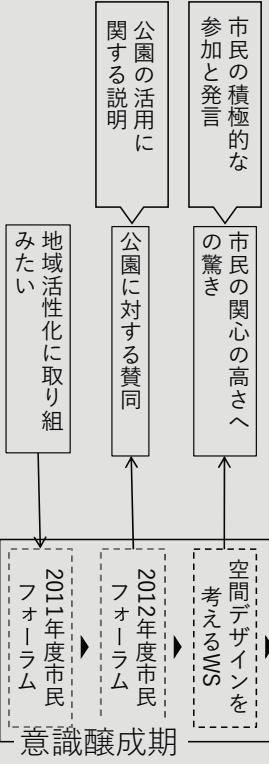 市民の積極的な
参加と発言
市民の関心の高さへ
の驚き
空間デザインを
考えるWS
公園の活用に
関する説明
公園に対する賛同
2012年度市民
フォーラム
地域活性化に取り組
みたい
2011年度市民
フォーラム
意識醸成期